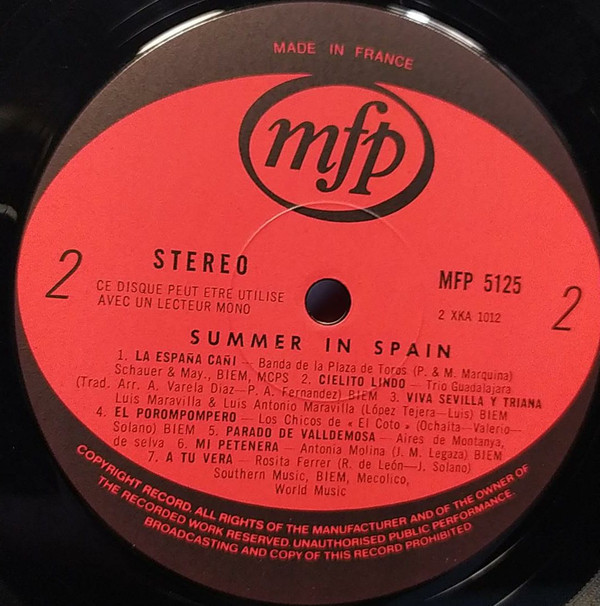 MADE IN FRANCE
mfp
2
STEREO
CE DISQUE PEUT ETRE UTILISE
AVEC UN LECTEUR MONO
MFP 5125
2 XKA 1012
2
SUMMER IN SPAIN
1. LA ESPAÑA CAÑI – Banda de la Plaza de Toros (P. & M. Marquina)
Schauer & May., BIEM, MCPS 2. CIELITO LINDO – Trio Guadalajara
(Trad. Arr. A. Varela Diaz – P. A. Fernandez) BIEM 3. VIVA SEVILLA Y TRIANA
Luis Maravilla & Luis Antonio Maravilla (López Tejera – Luis) BIEM
4. EL POROMPOMPERO – Los Chicos de « El Coto » (Ochaita – Valerio –
Solano) BIEM 5. PARADO DE VALLDEMOSA – Aires de Montanya,
de selva 6. MI PETENERA – Antonia Molina (J. M. Legaza) BIEM
7. A TU VERA – Rosita Ferrer (R. de León – J. Solano)
Southern Music, BIEM, Mecolico,
World Music
COPYRIGHT RECORD. ALL RIGHTS OF THE MANUFACTURER AND OF THE OWNER OF
THE RECORDED WORK RESERVED. UNAUTHORISED PUBLIC PERFORMANCE.
BROADCASTING AND COPY OF THIS RECORD PROHIBITED